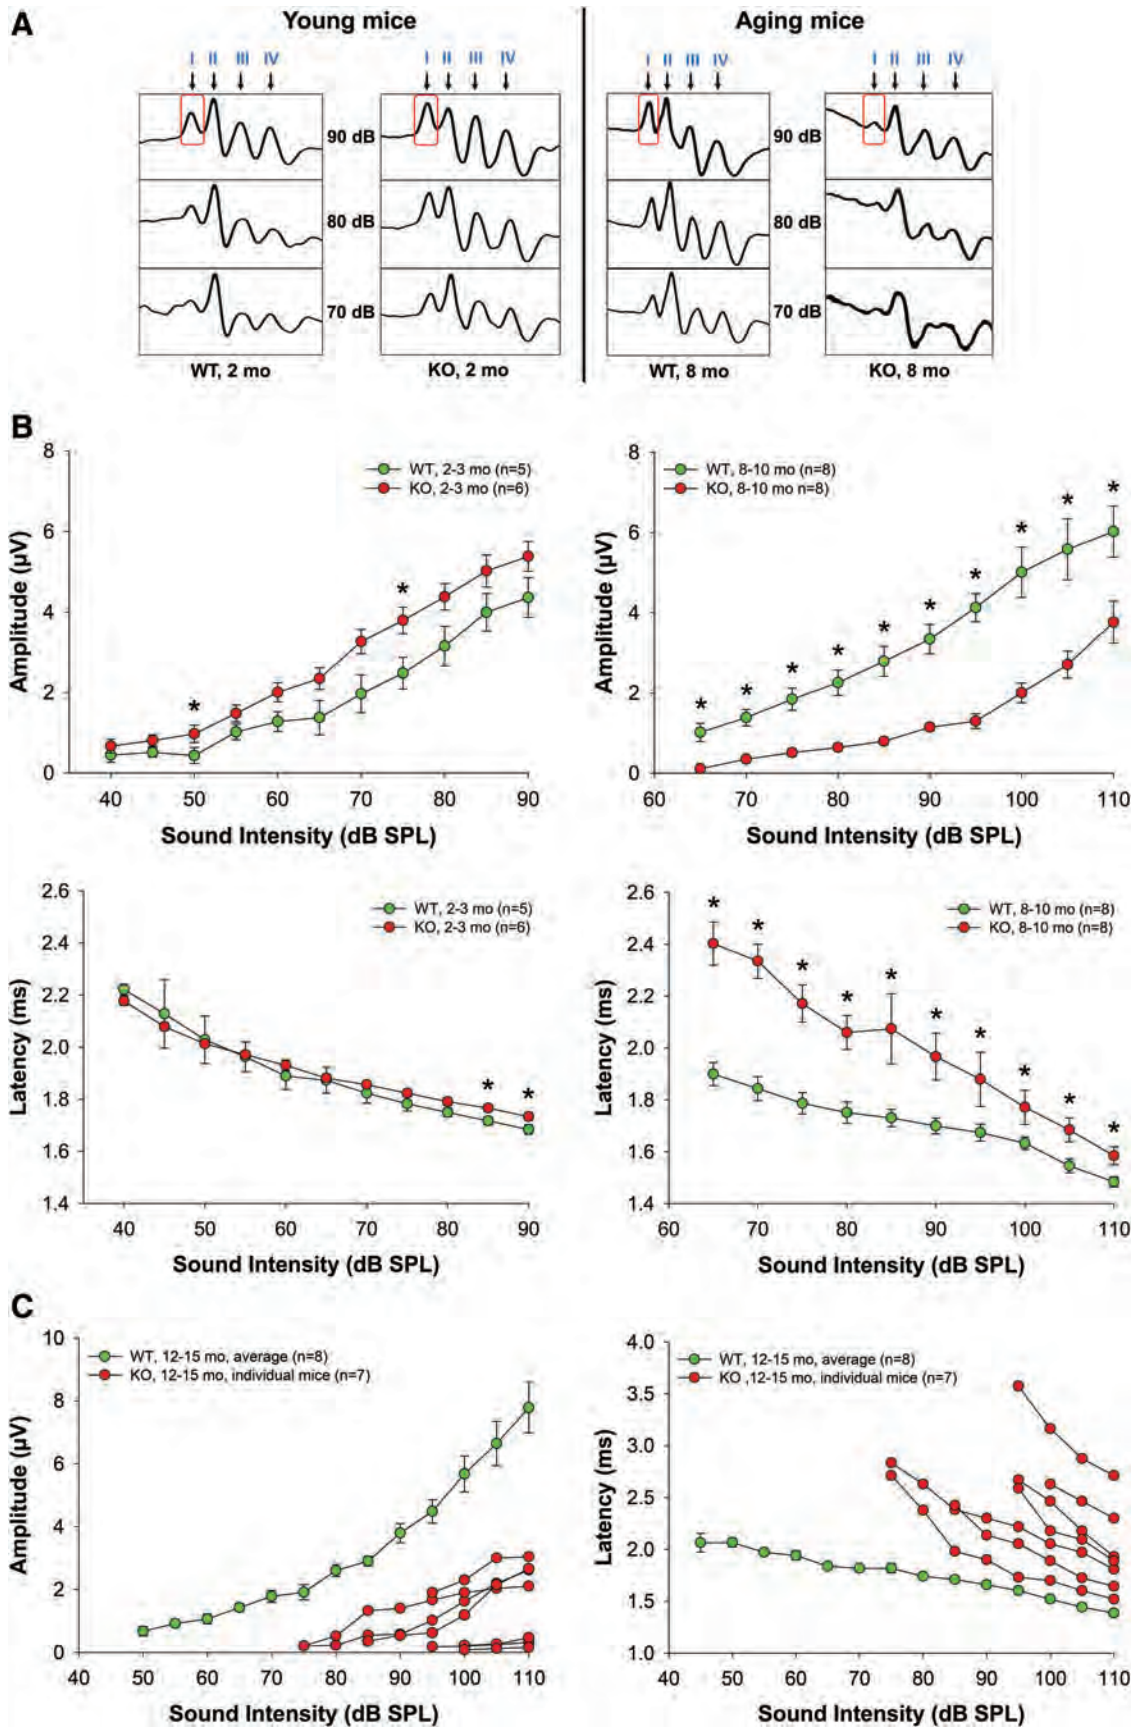 A
Young mice
Aging mice
I II III IV
I II III IV
I II III IV
I II III IV
90 dB
90 dB
80 dB
80 dB
70 dB
70 dB
WT, 2 mo
KO, 2 mo
WT, 8 mo
KO, 8 mo
B
Amplitude (µV)
8
6
4
2
0
WT, 2-3 mo (n=5)
KO, 2-3 mo (n=6)
*
*
40 50 60 70 80 90
Sound Intensity (dB SPL)
Amplitude (µV)
8
6
4
2
0
WT, 8-10 mo (n=8)
KO, 8-10 mo n=8)
* * * * * * * * * *
60 70 80 90 100 110
Sound Intensity (dB SPL)
Latency (ms)
2.6
2.4
2.2
2.0
1.8
1.6
1.4
WT, 2-3 mo (n=5)
KO, 2-3 mo (n=6)
* *
40 50 60 70 80 90
Sound Intensity (dB SPL)
Latency (ms)
2.6
2.4
2.2
2.0
1.8
1.6
1.4
WT, 8-10 mo (n=8)
KO, 8-10 mo (n=8)
* * * * * * * * * *
60 70 80 90 100 110
Sound Intensity (dB SPL)
C
Amplitude (µV)
10
8
6
4
2
0
WT, 12-15 mo, average (n=8)
KO, 12-15 mo, individual mice (n=7)
50 60 70 80 90 100 110
Sound Intensity (dB SPL)
Latency (ms)
4.0
3.5
3.0
2.5
2.0
1.5
1.0
WT, 12-15 mo, average (n=8)
KO ,12-15 mo, individual mice (n=7)
40 50 60 70 80 90 100 110
Sound Intensity (dB SPL)